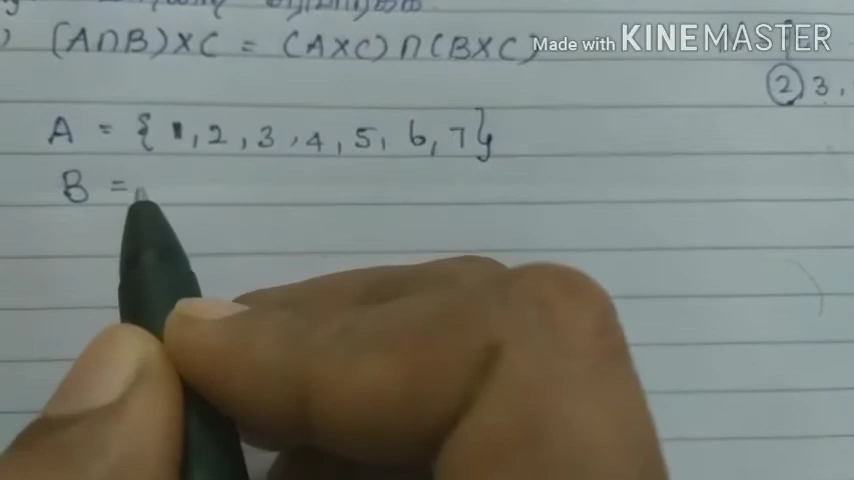 ) (A∩B)×C = (A×C)∩(B×C)
Made with KINEMASTER
② 3,
A = { 1, 2, 3, 4, 5, 6, 7}
B =